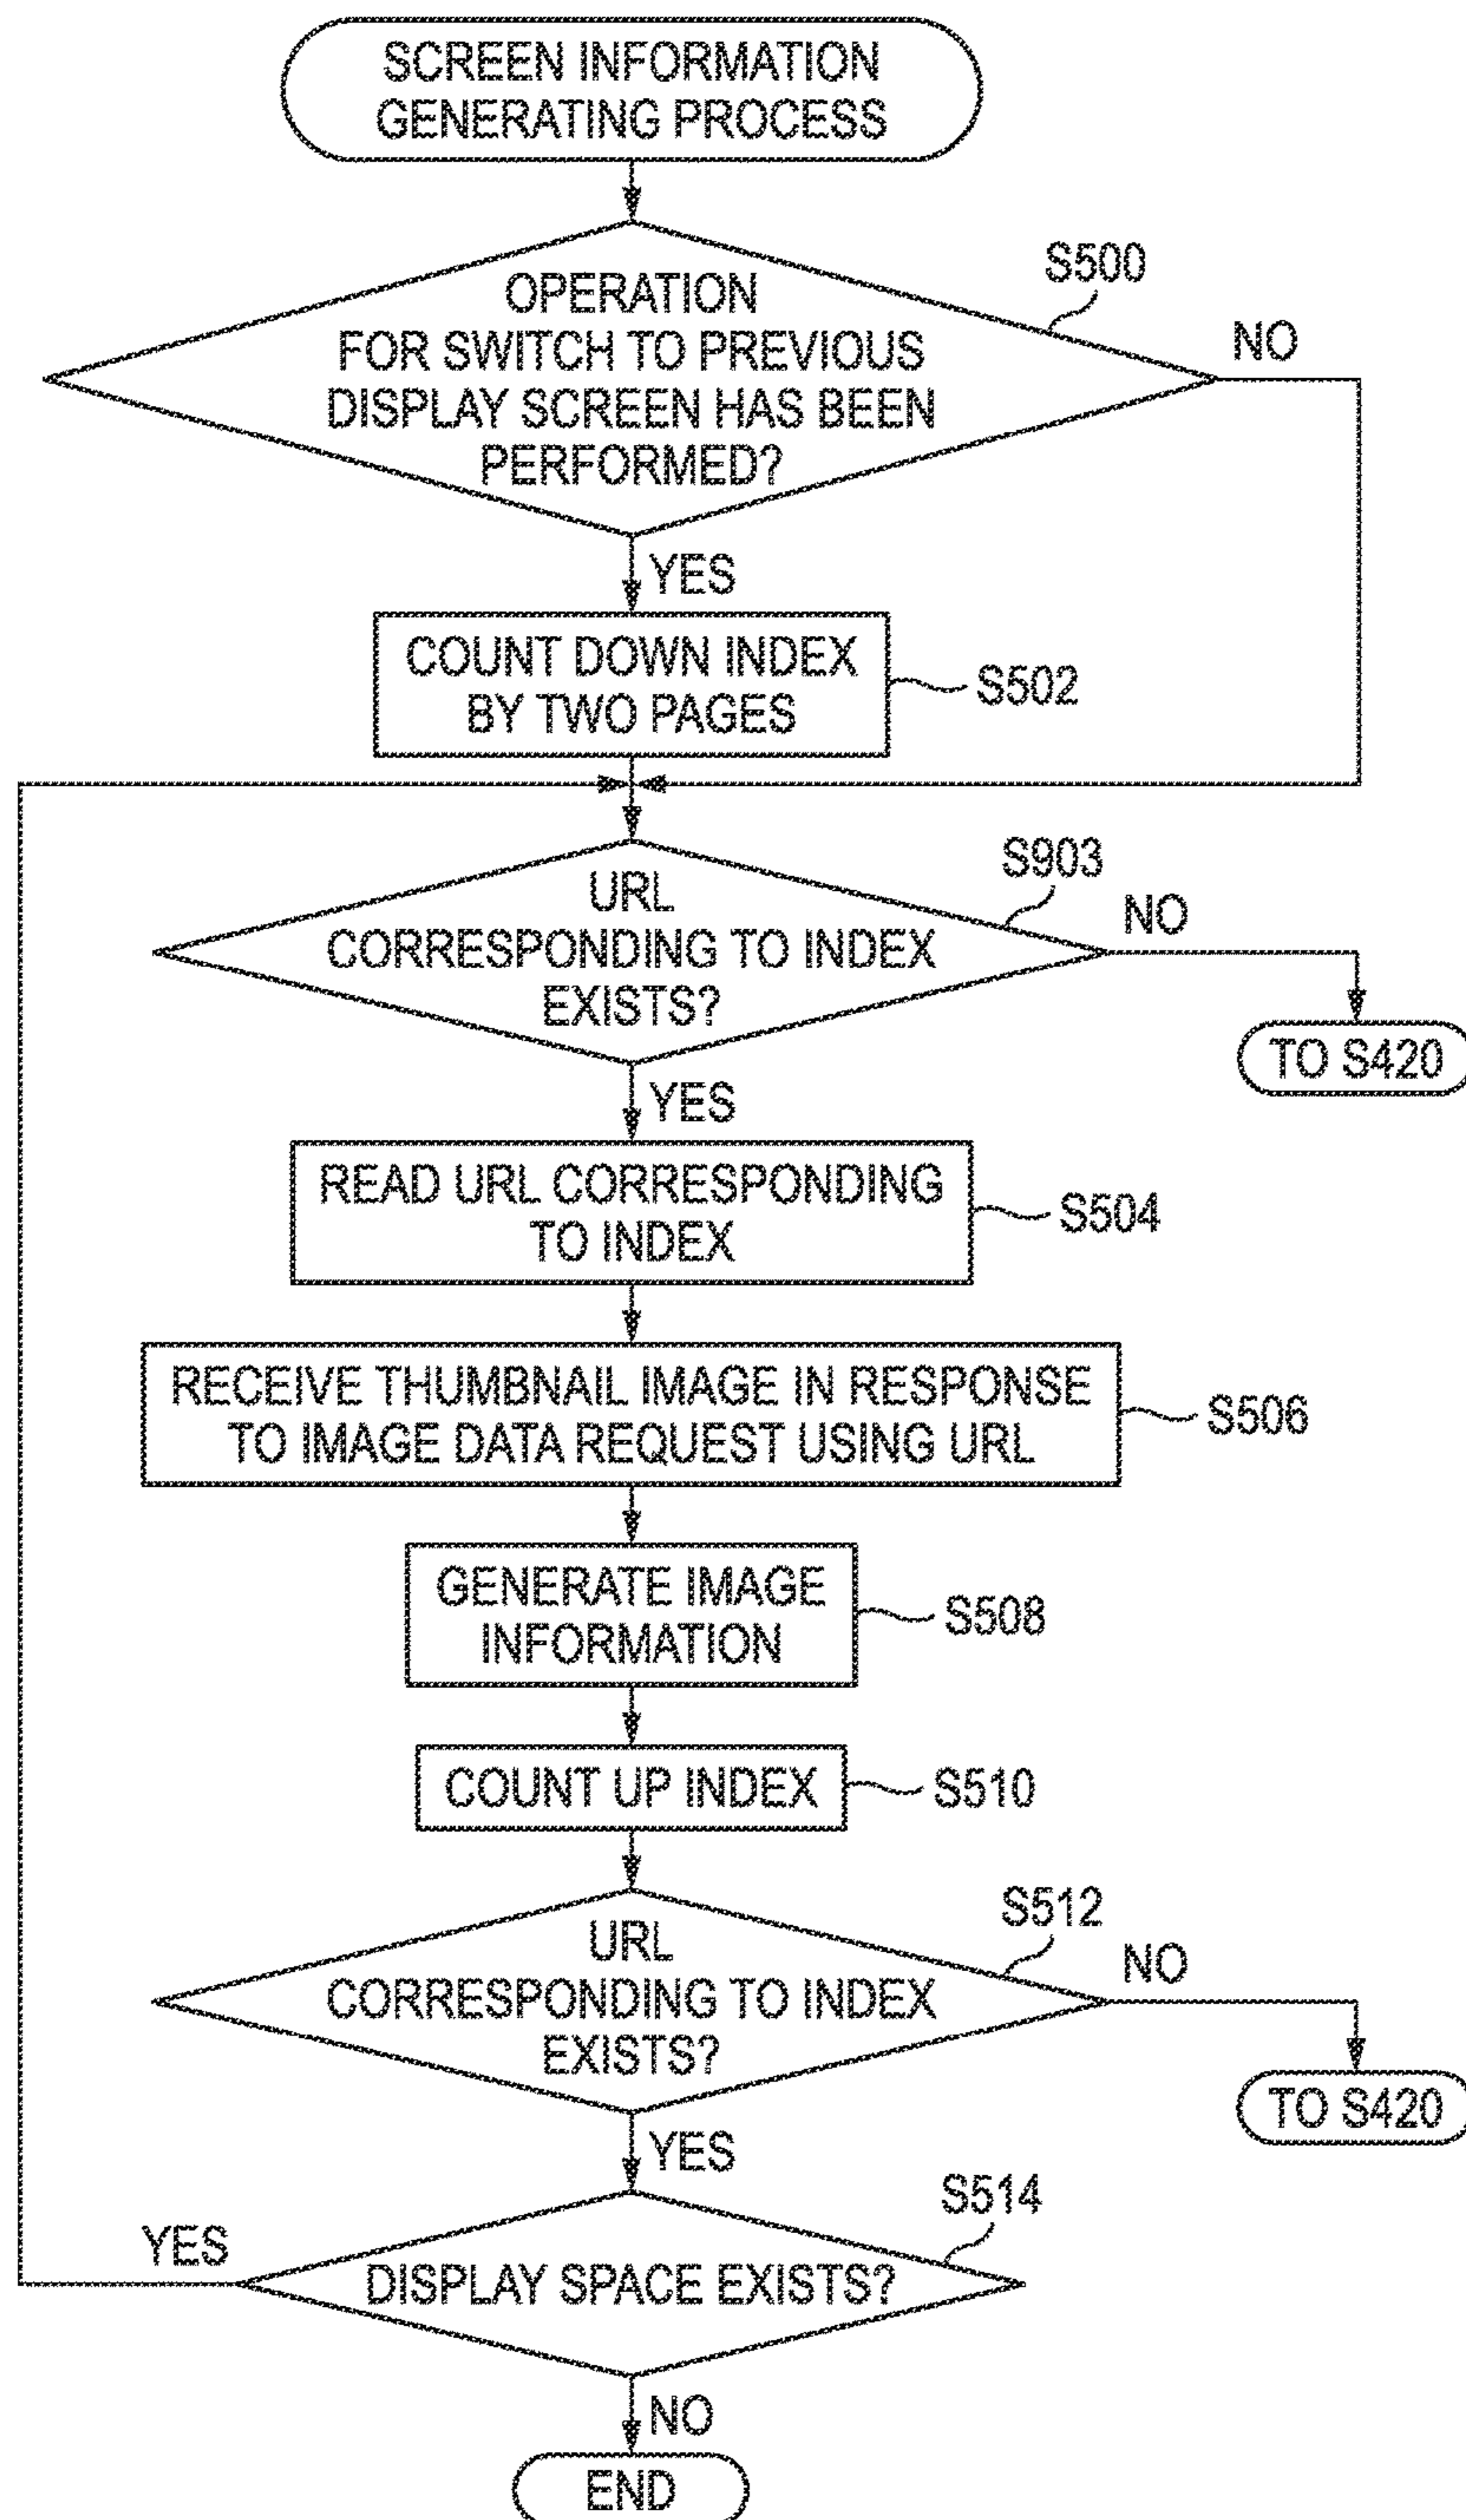 SCREEN INFORMATION
GENERATING PROCESS
S500
OPERATION
FOR SWITCH TO PREVIOUS
DISPLAY SCREEN HAS BEEN
PERFORMED?
NO
YES
COUNT DOWN INDEX
BY TWO PAGES
S502
S903
URL
CORRESPONDING TO INDEX
EXISTS?
NO
TO S420
YES
READ URL CORRESPONDING
TO INDEX
S504
RECEIVE THUMBNAIL IMAGE IN RESPONSE
TO IMAGE DATA REQUEST USING URL
S506
GENERATE IMAGE
INFORMATION
S508
COUNT UP INDEX
S510
S512
URL
CORRESPONDING TO INDEX
EXISTS?
NO
TO S420
YES
S514
YES
DISPLAY SPACE EXISTS?
NO
END